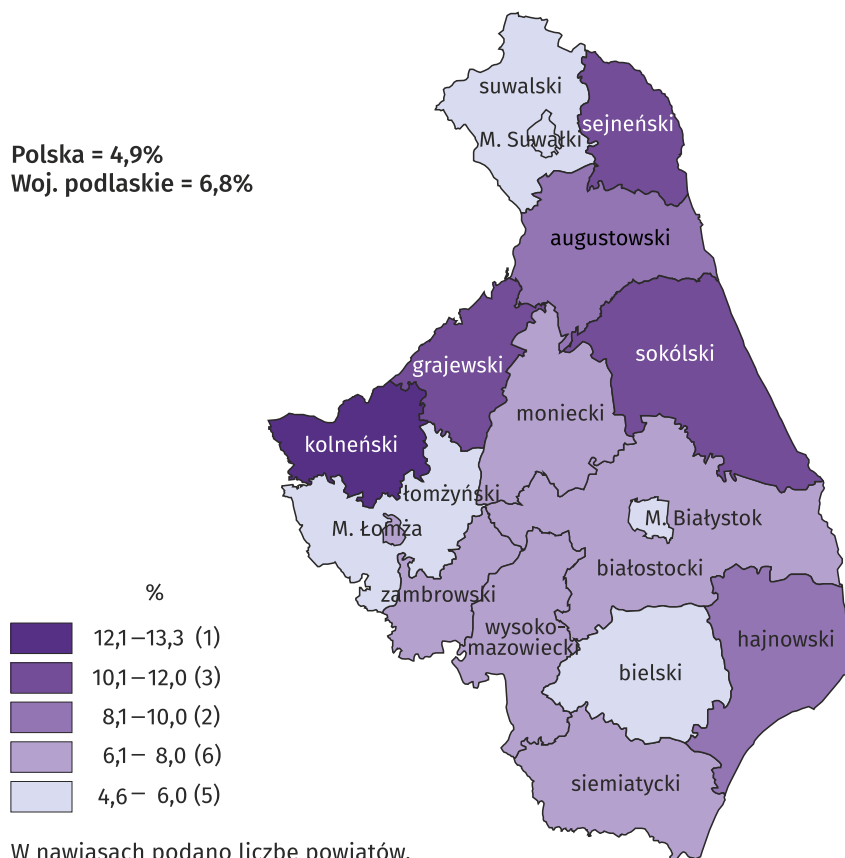 suwalski
M. Suwałki
sejneński
Polska = 4,9%
Woj. podlaskie = 6,8%
augustowski
grajewski
sokólski
moniecki
kolneński
łomżyński
M. Łomża
M. Białystok
białostocki
zambrowski
wysoko-
mazowiecki
hajnowski
bielski
siemiatycki
%
12,1–13,3 (1)
10,1–12,0 (3)
8,1–10,0 (2)
6,1– 8,0 (6)
4,6– 6,0 (5)
W nawiasach podano liczbę powiatów.